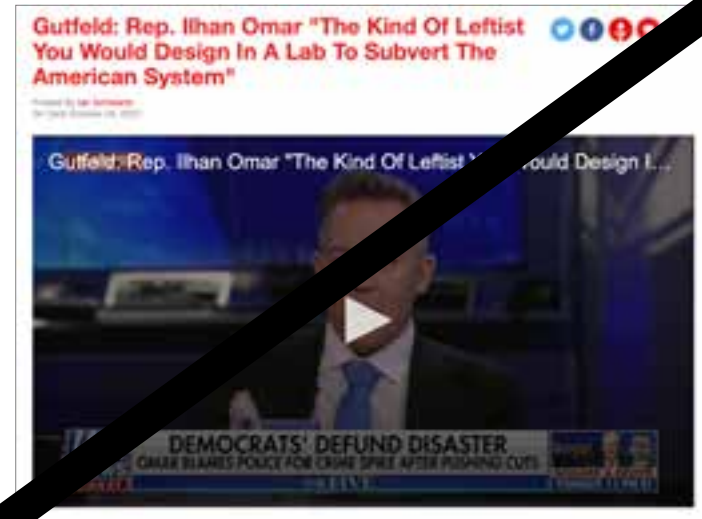 Gutfeld: Rep. Ilhan Omar "The Kind Of Leftist
You Would Design In A Lab To Subvert The
American System"
Gutfeld: Rep. Ilhan Omar "The Kind Of Leftist Would Design I...
DEMOCRATS' DEFUND DISASTER
OMAR BLAMES POLICE FOR CRIME SPIKE AFTER PUSHING CUTS